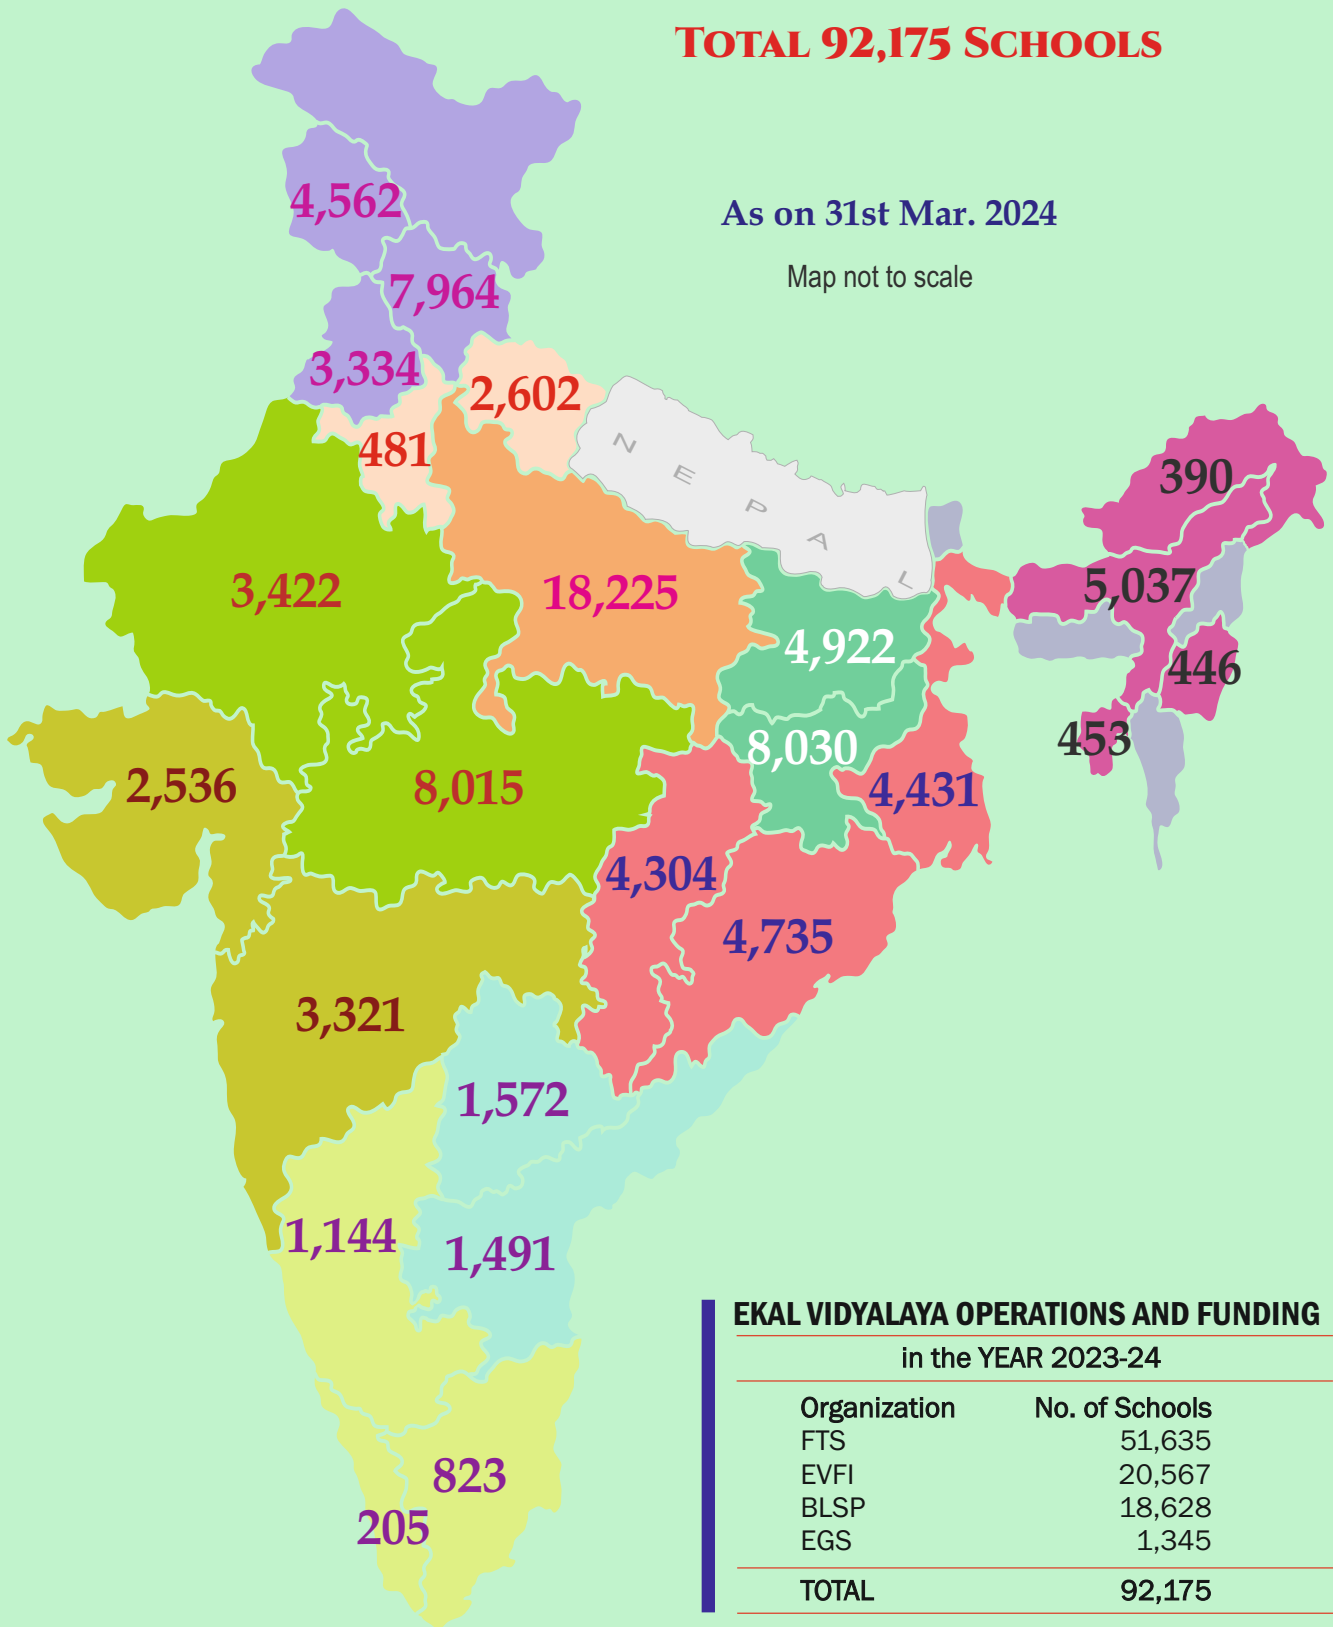 TOTAL 92,175 SCHOOLS
4,562
As on 31st Mar. 2024
7,964
Map not to scale
3,334
2,602
481
N E P A L
390
3,422
18,225
5,037
4,922
446
8,030
453
2,536
8,015
4,431
4,304
4,735
3,321
1,572
1,144
1,491
823
205
EKAL VIDYALAYA OPERATIONS AND FUNDING
in the YEAR 2023-24
Organization No. of Schools
FTS 51,635
EVFI 20,567
BLSP 18,628
EGS 1,345
TOTAL 92,175